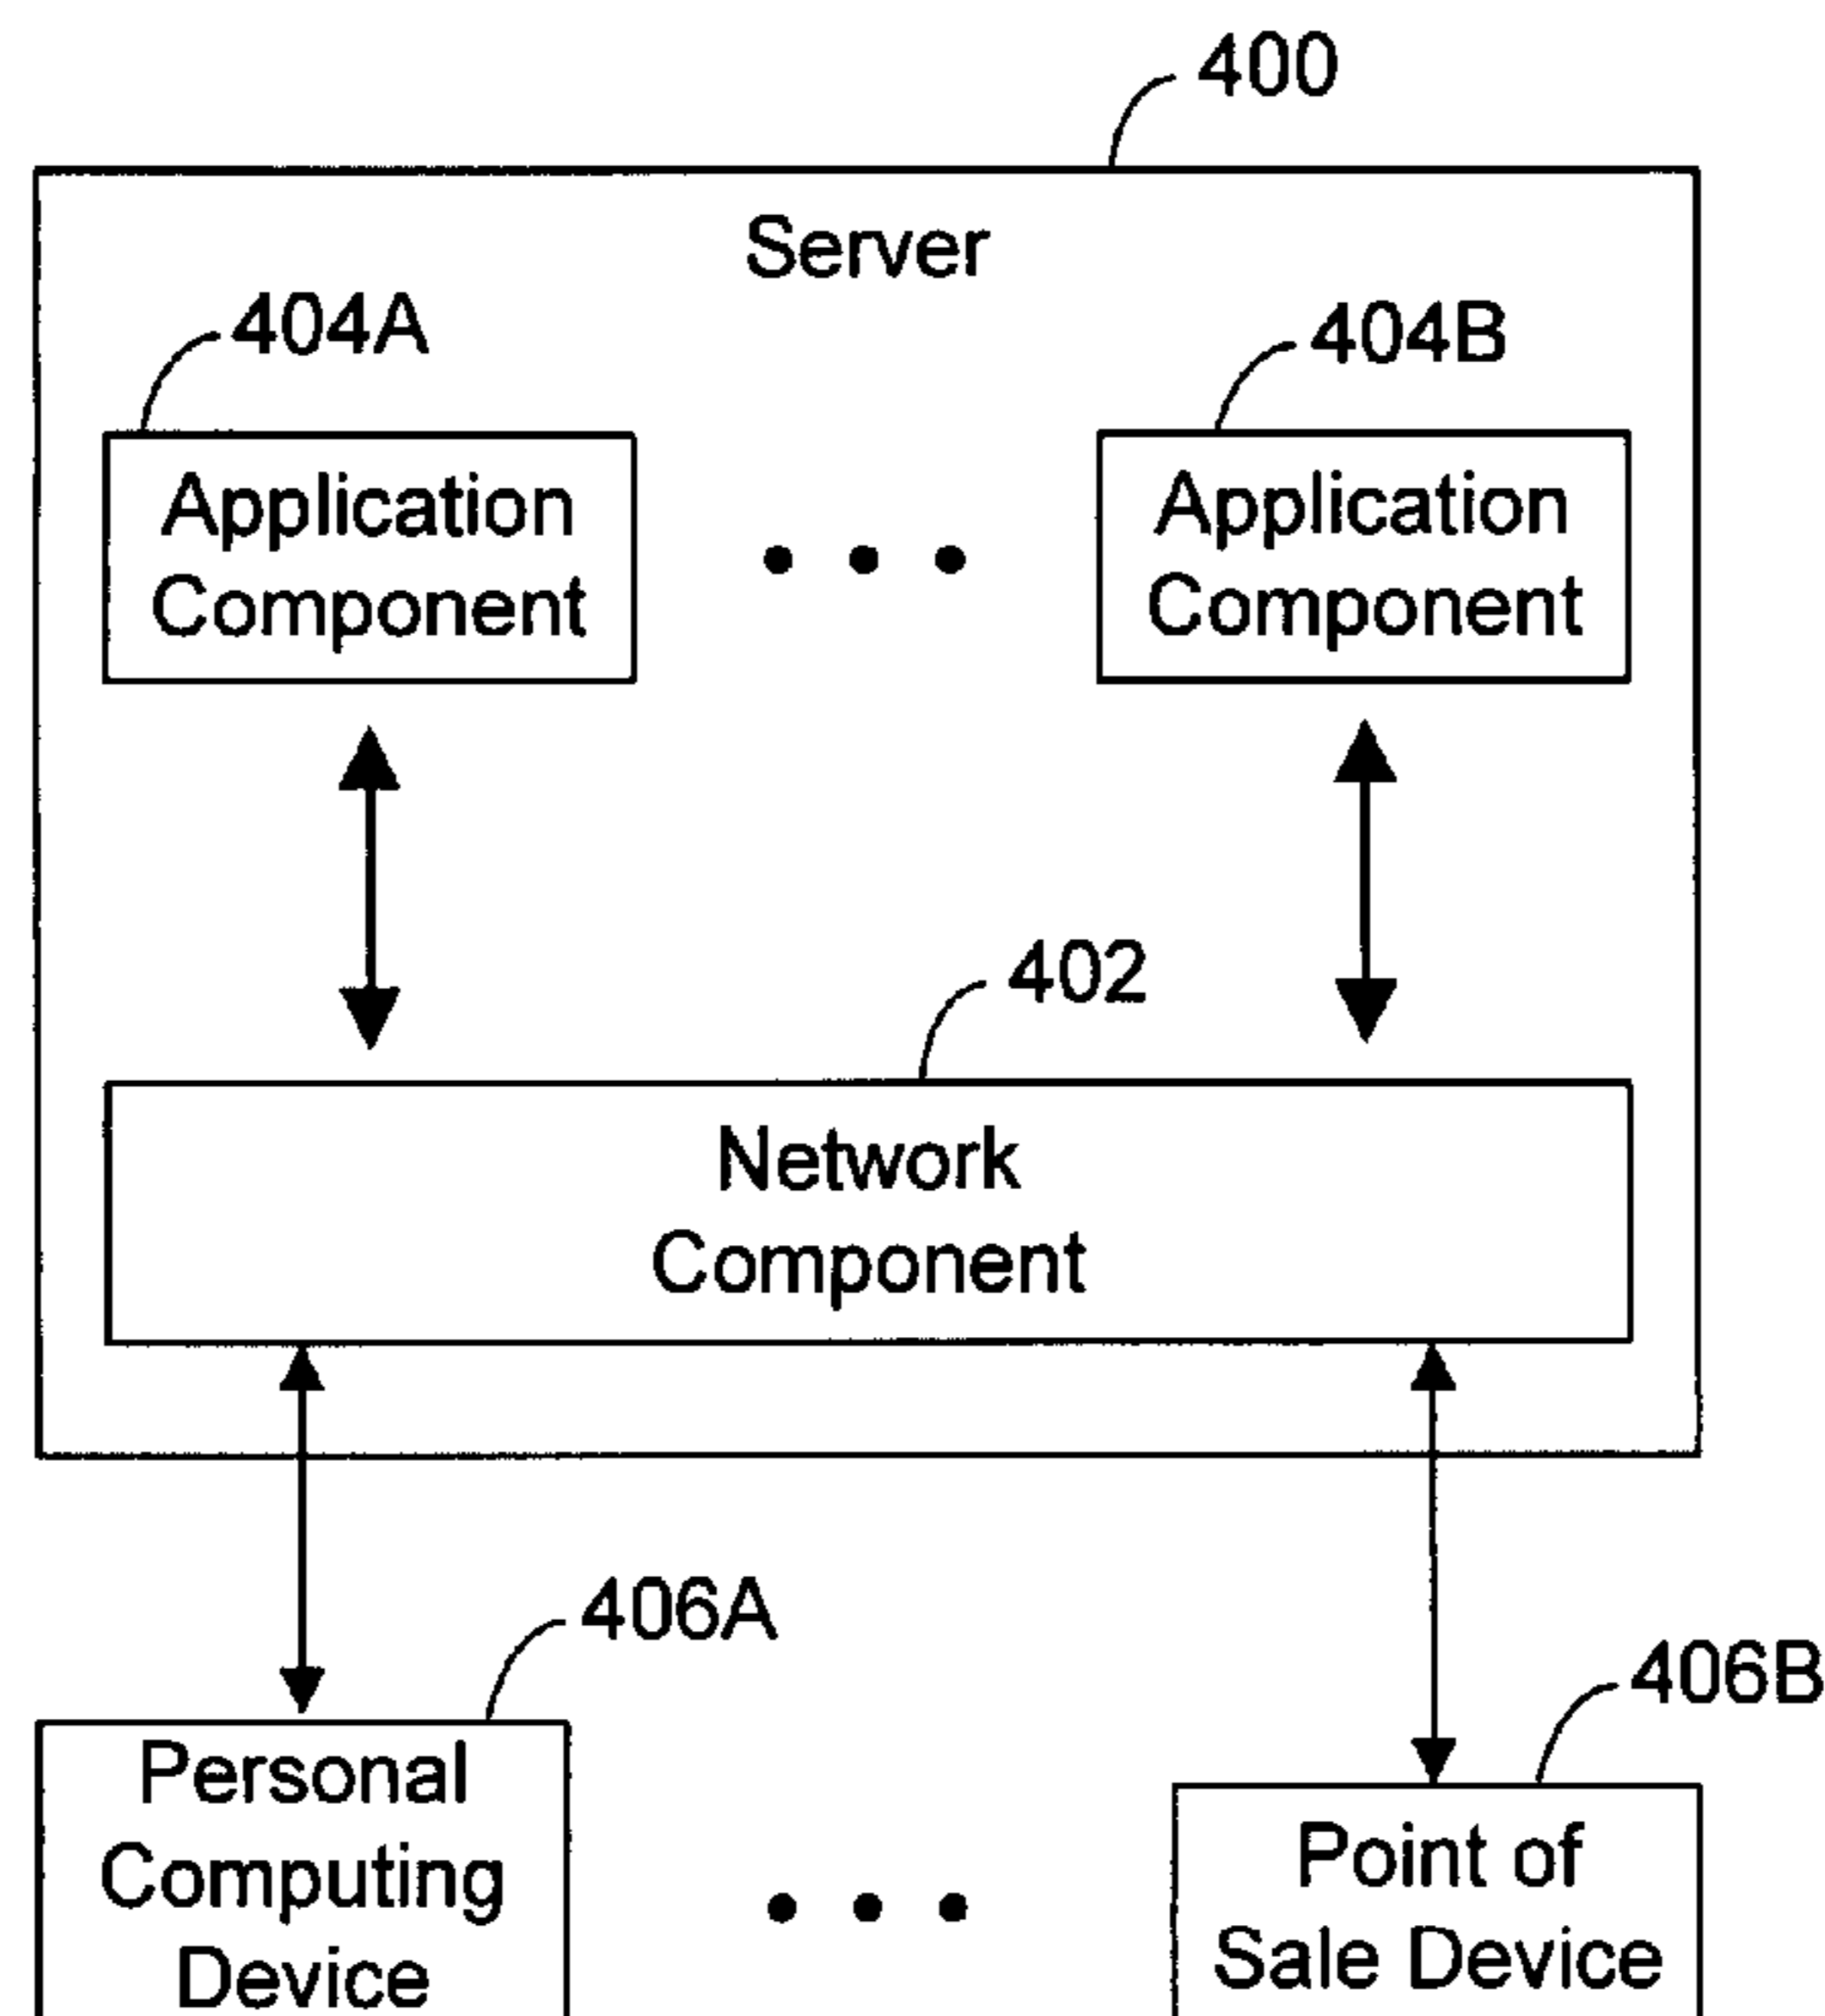 400
Server
404A
404B
Application
Component
Application
Component
402
Network
Component
406A
406B
Personal
Computing
Device
Point of
Sale Device